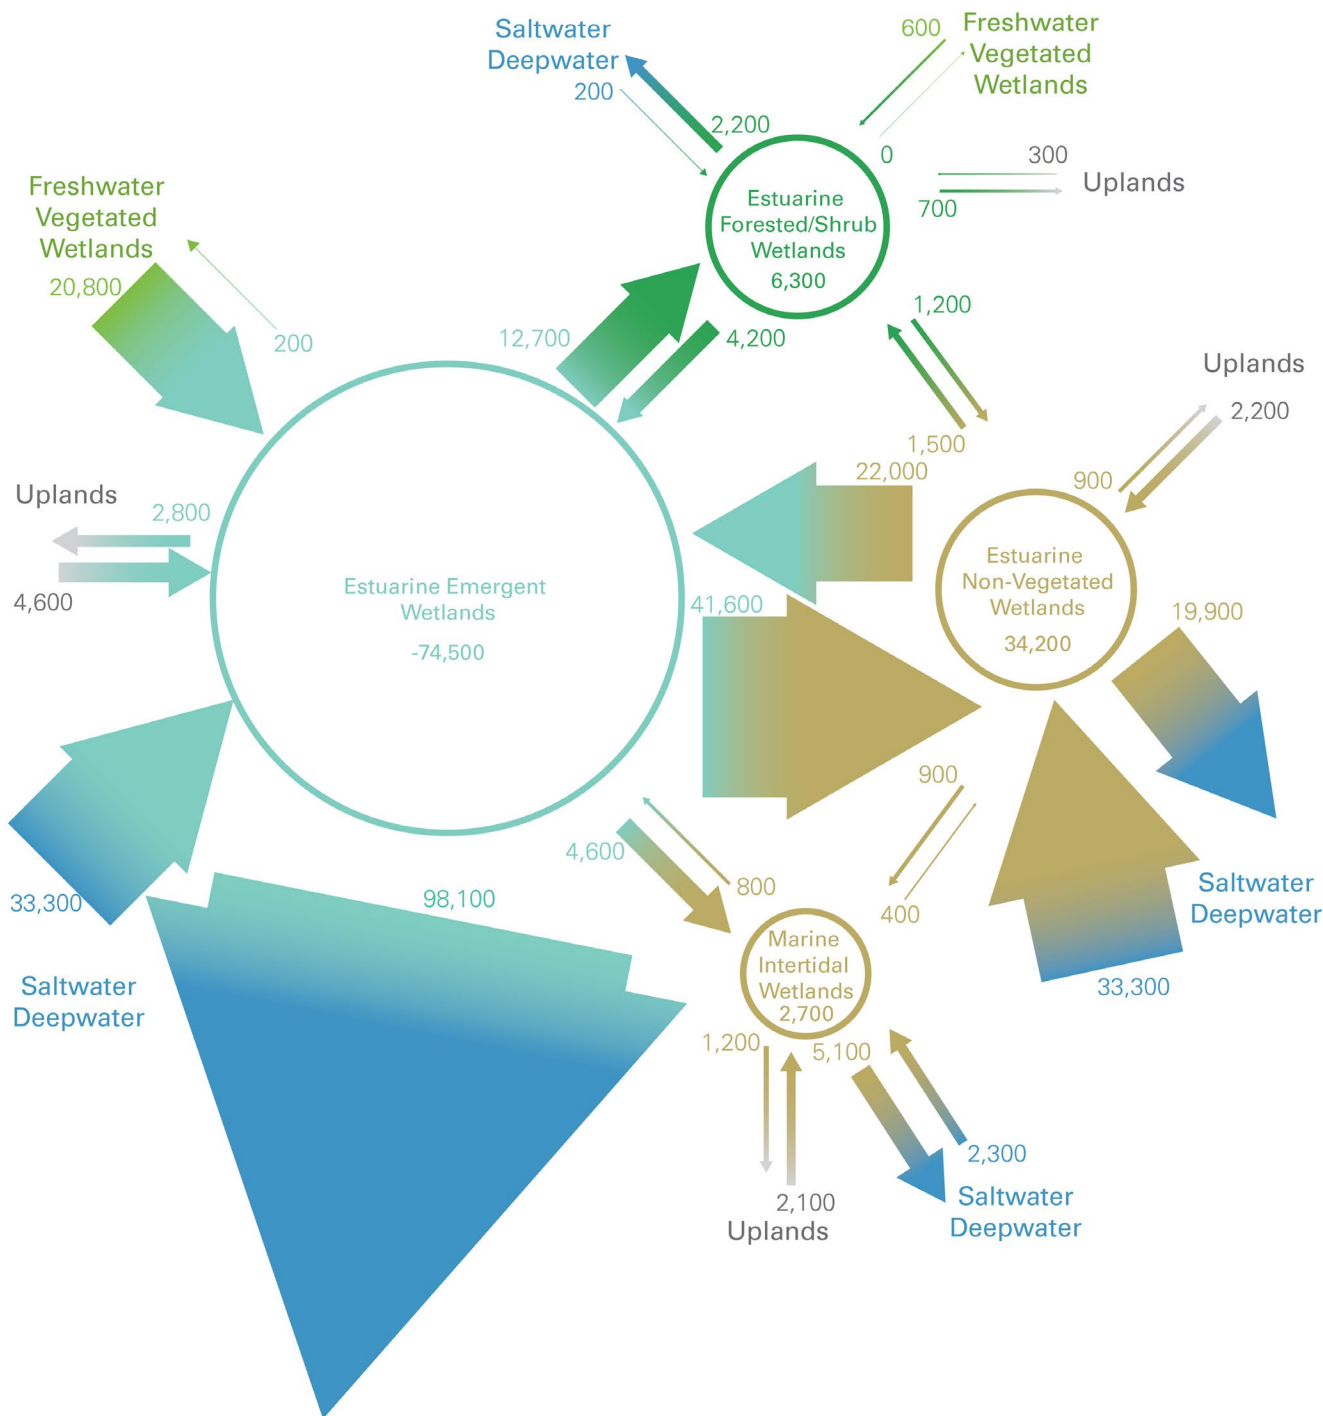 Saltwater
Deepwater
200
2,200
600
Freshwater
Vegetated
Wetlands
0
300
Uplands
700
Estuarine
Forested/Shrub
Wetlands
6,300
Freshwater
Vegetated
Wetlands
20,800
200
12,700
4,200
1,200
1,500
Uplands
2,200
900
22,000
Uplands
2,800
4,600
Estuarine Emergent
Wetlands
-74,500
41,600
Estuarine
Non-Vegetated
Wetlands
34,200
19,900
33,300
Saltwater
Deepwater
98,100
4,600
800
900
400
Saltwater
Deepwater
33,300
Marine
Intertidal
Wetlands
2,700
1,200
5,100
2,100
Uplands
2,300
Saltwater
Deepwater